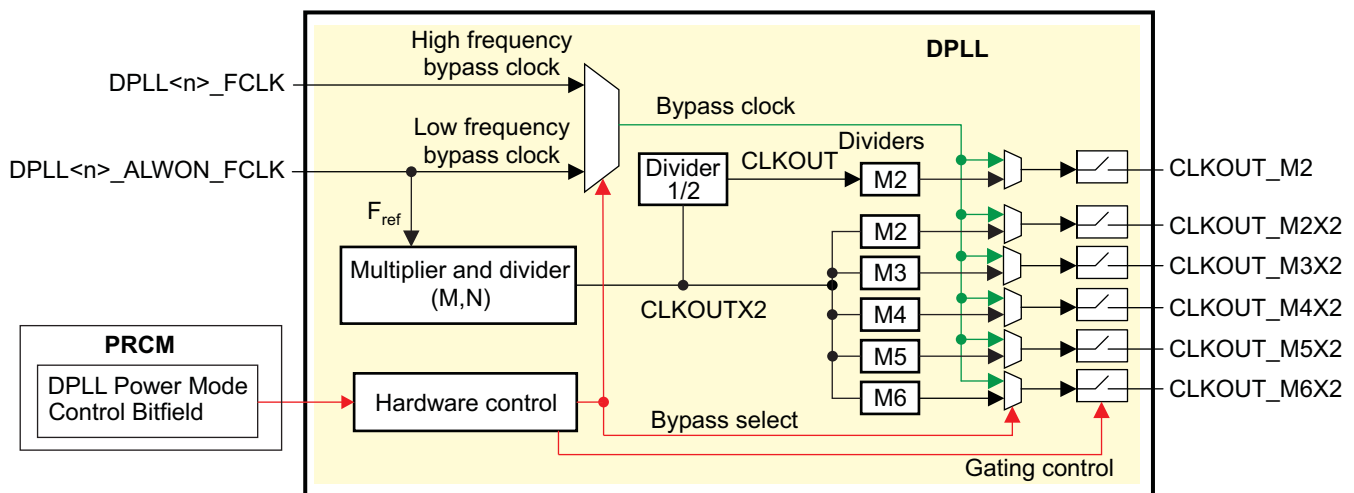 High frequency
bypass clock
DPLL
DPLL<n>_FCLK
Bypass clock
Low frequency
bypass clock
DPLL<n>_ALWON_FCLK
Dividers
Divider
1/2
CLKOUT
M2
CLKOUT_M2
Fref
M2
CLKOUT_M2X2
Multiplier and divider
(M,N)
M3
CLKOUT_M3X2
CLKOUTX2
M4
CLKOUT_M4X2
PRCM
M5
CLKOUT_M5X2
DPLL Power Mode
Control Bitfield
Hardware control
M6
CLKOUT_M6X2
Bypass select
Gating control